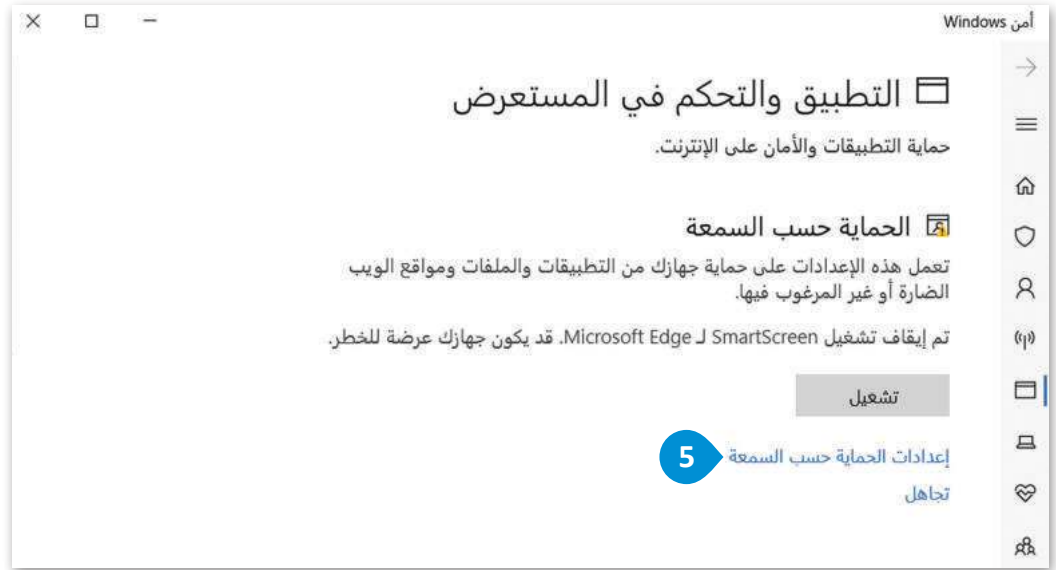 أمن Windows
التطبيق والتحكم في المستعرض
حماية التطبيقات والأمان على الإنترنت.
الحماية حسب السمعة
تعمل هذه الإعدادات على حماية جهازك من التطبيقات والملفات ومواقع الويب
الضارة أو غير المرغوب فيها.
تم إيقاف تشغيل SmartScreen لـ Microsoft Edge. قد يكون جهازك عرضة للخطر.
تشغيل
إعدادات الحماية حسب السمعة 5
تجاهل